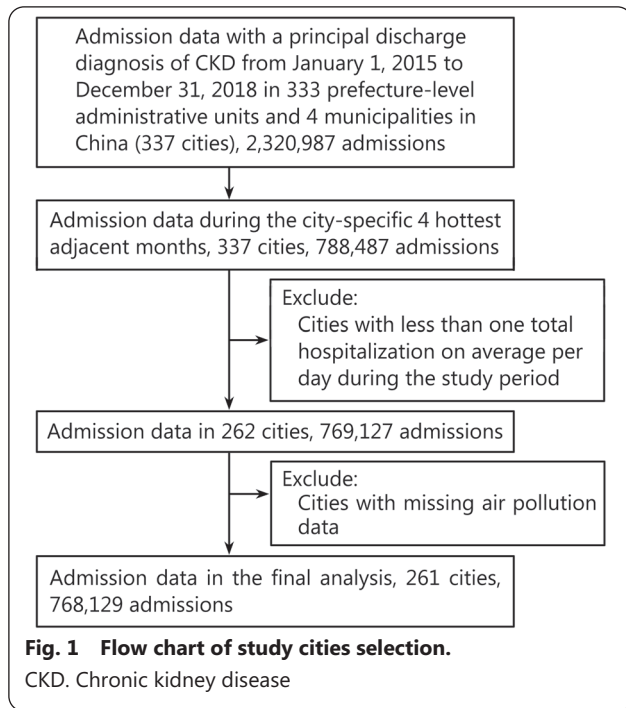 Admission data with a principal discharge
diagnosis of CKD from January 1, 2015 to
December 31, 2018 in 333 prefecture-level
administrative units and 4 municipalities in
China (337 cities), 2,320,987 admissions
Admission data during the city-specific 4 hottest
adjacent months, 337 cities, 788,487 admissions
Exclude:
Cities with less than one total
hospitalization on average per
day during the study period
Admission data in 262 cities, 769,127 admissions
Exclude:
Cities with missing air pollution
data
Admission data in the final analysis, 261 cities,
768,129 admissions
Fig. 1 Flow chart of study cities selection.
CKD. Chronic kidney disease